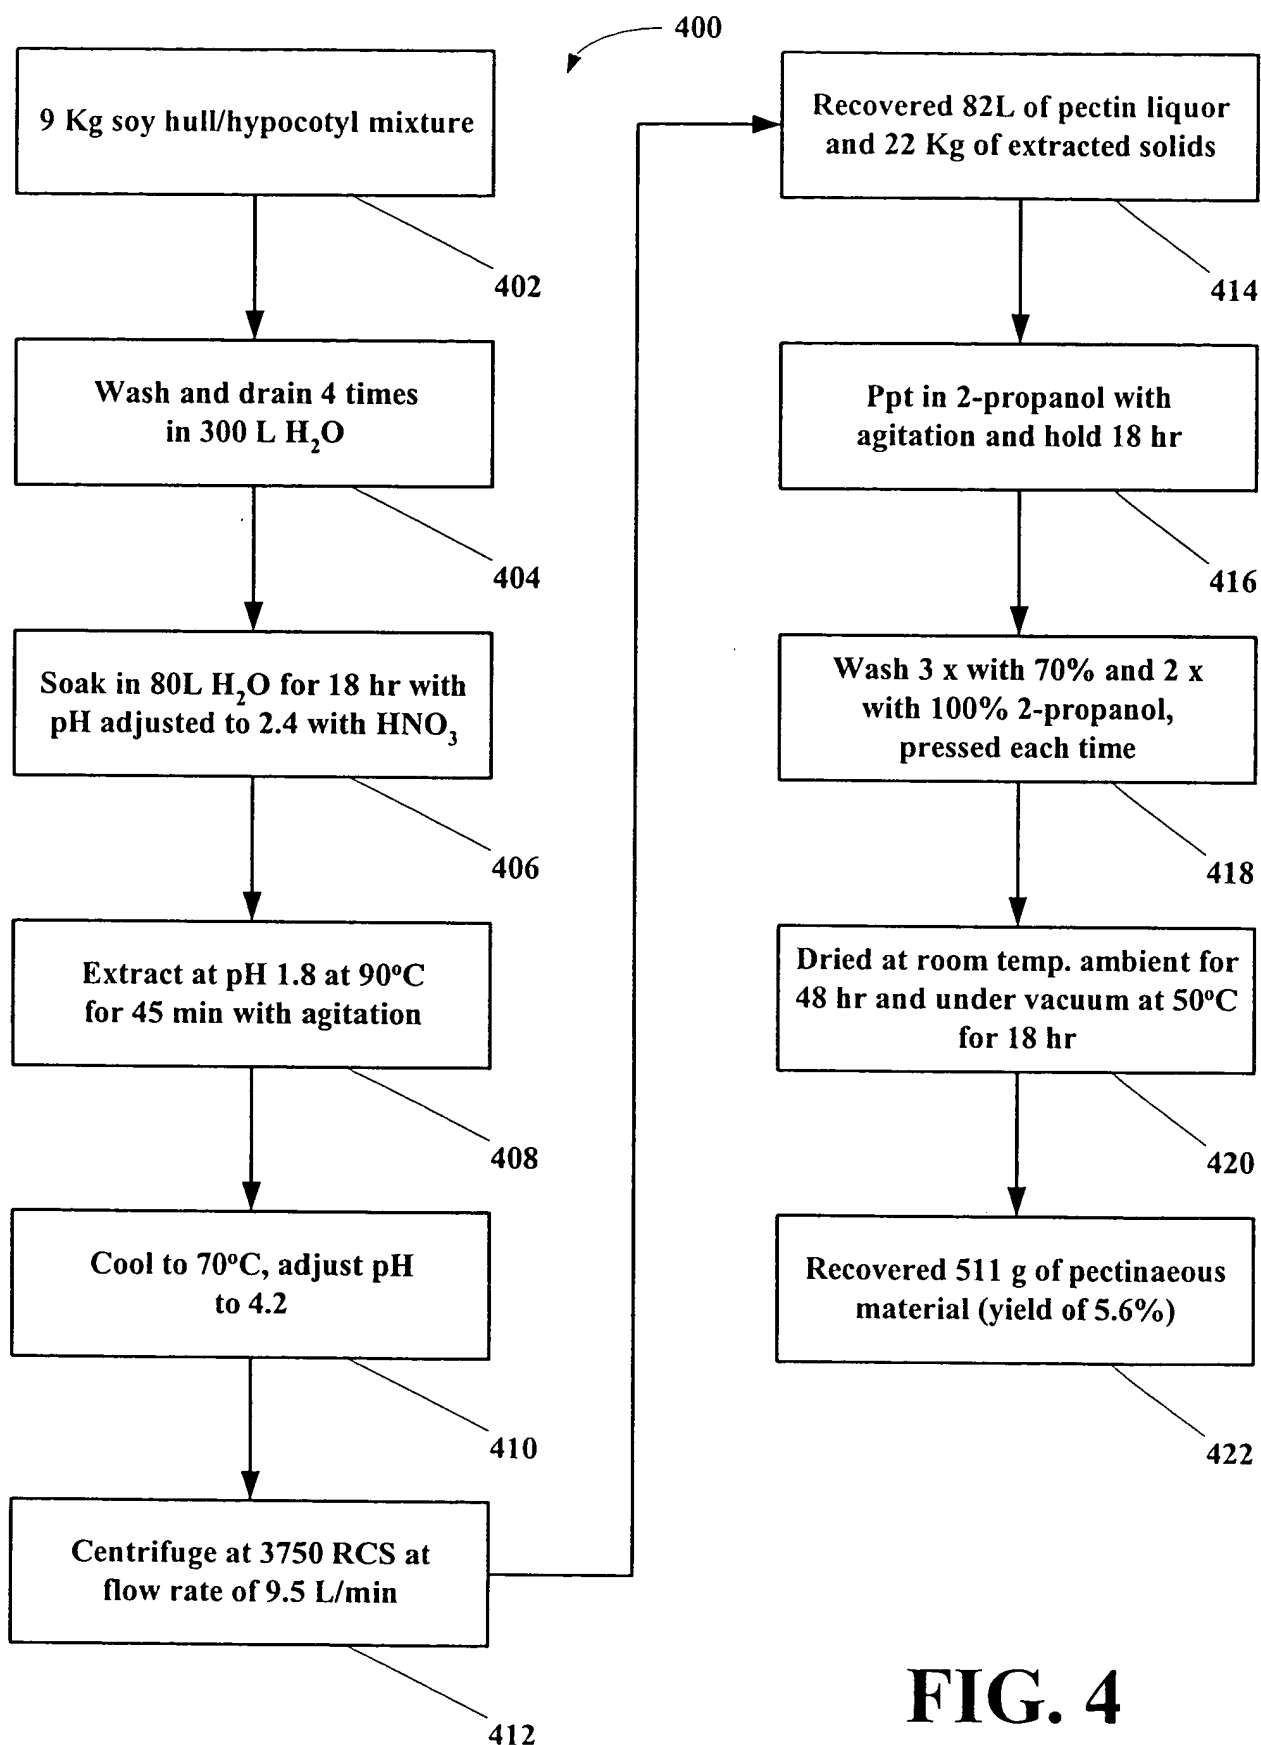 400
9 Kg soy hull/hypocotyl mixture
402
Wash and drain 4 times
in 300 L H₂O
404
Soak in 80L H₂O for 18 hr with
pH adjusted to 2.4 with HNO₃
406
Extract at pH 1.8 at 90ºC
for 45 min with agitation
408
Cool to 70ºC, adjust pH
to 4.2
410
Centrifuge at 3750 RCS at
flow rate of 9.5 L/min
412
Recovered 82L of pectin liquor
and 22 Kg of extracted solids
414
Ppt in 2-propanol with
agitation and hold 18 hr
416
Wash 3 x with 70% and 2 x
with 100% 2-propanol,
pressed each time
418
Dried at room temp. ambient for
48 hr and under vacuum at 50ºC
for 18 hr
420
Recovered 511 g of pectinaeous
material (yield of 5.6%)
422
FIG. 4